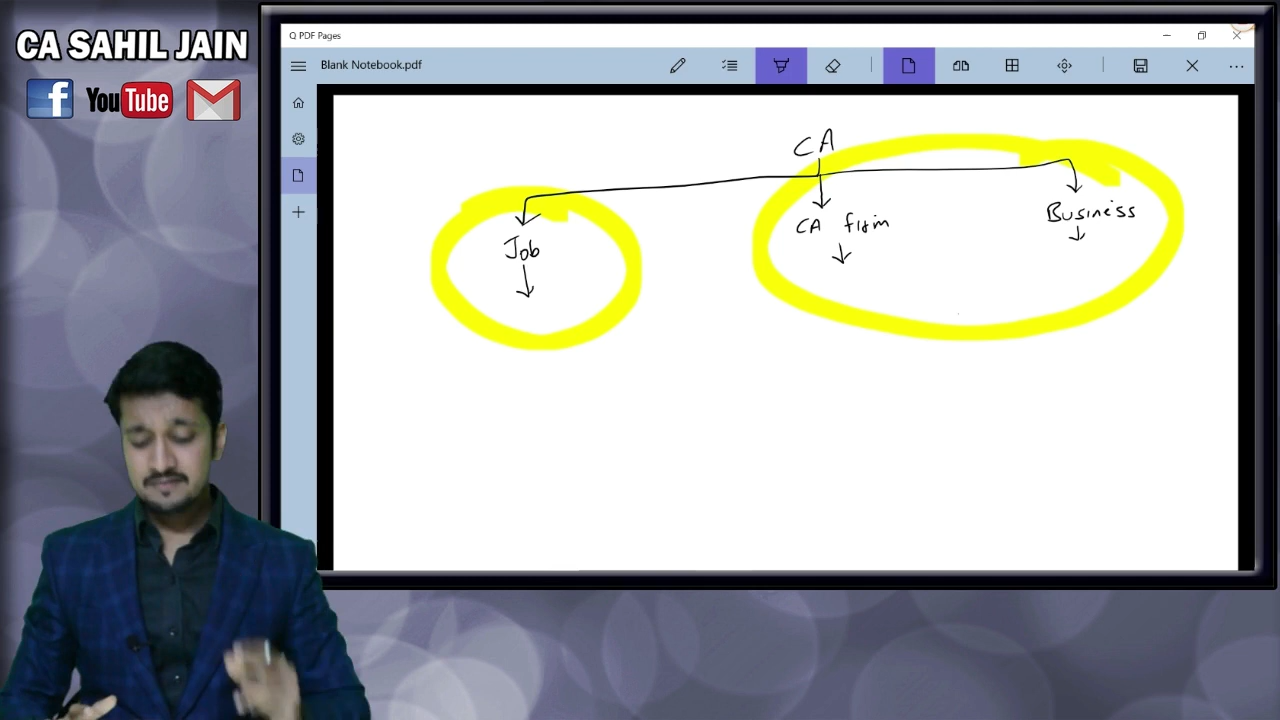 CA SAHIL JAIN
f YouTube M
Q PDF Pages
Blank Notebook.pdf
CA
Job
CA firm
Business